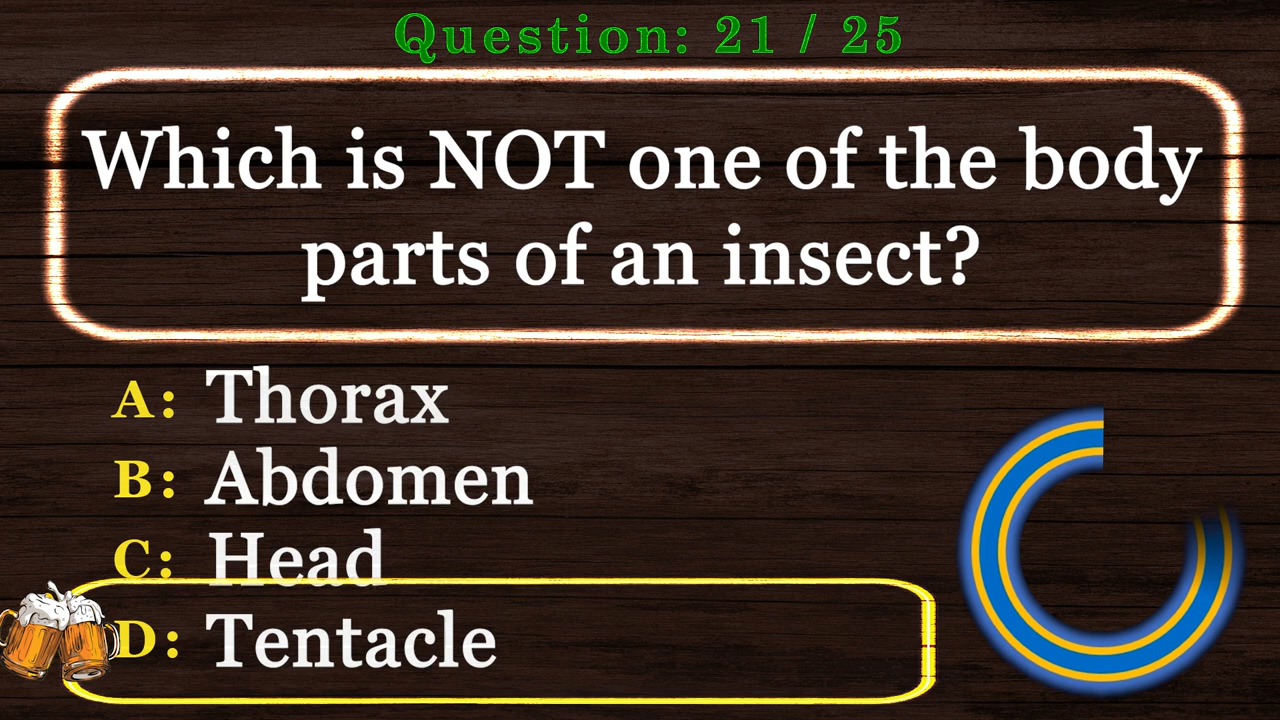 Question: 21 / 25
Which is NOT one of the body
parts of an insect?
A: Thorax
B: Abdomen
C: Head
D: Tentacle